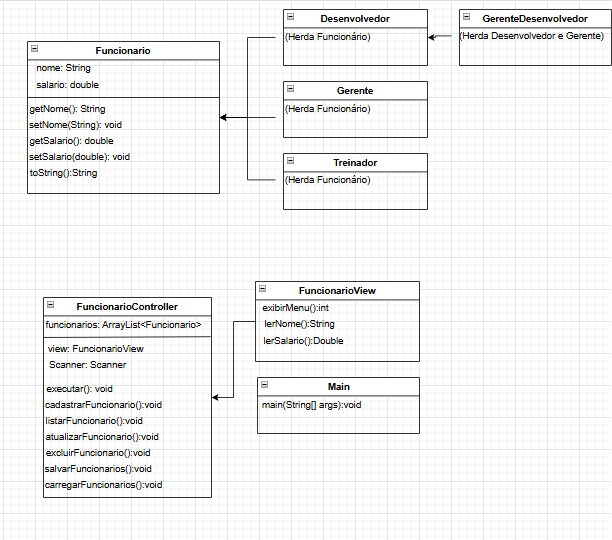 Funcionario
nome: String
salario: double
getNome(): String
setNome(String): void
getSalario(): double
setSalario(double): void
toString():String
Desenvolvedor
(Herda Funcionário)
GerenteDesenvolvedor
(Herda Desenvolvedor e Gerente)
Gerente
(Herda Funcionário)
Treinador
(Herda Funcionário)
FuncionarioController
funcionarios: ArrayList<Funcionario>
view: FuncionarioView
Scanner: Scanner
executar(): void
cadastrarFuncionario():void
listarFuncionario():void
atualizarFuncionario():void
excluirFuncionario():void
salvarFuncionarios():void
carregarFuncionarios():void
FuncionarioView
exibirMenu():int
lerNome():String
lerSalario():Double
Main
main(String[] args):void